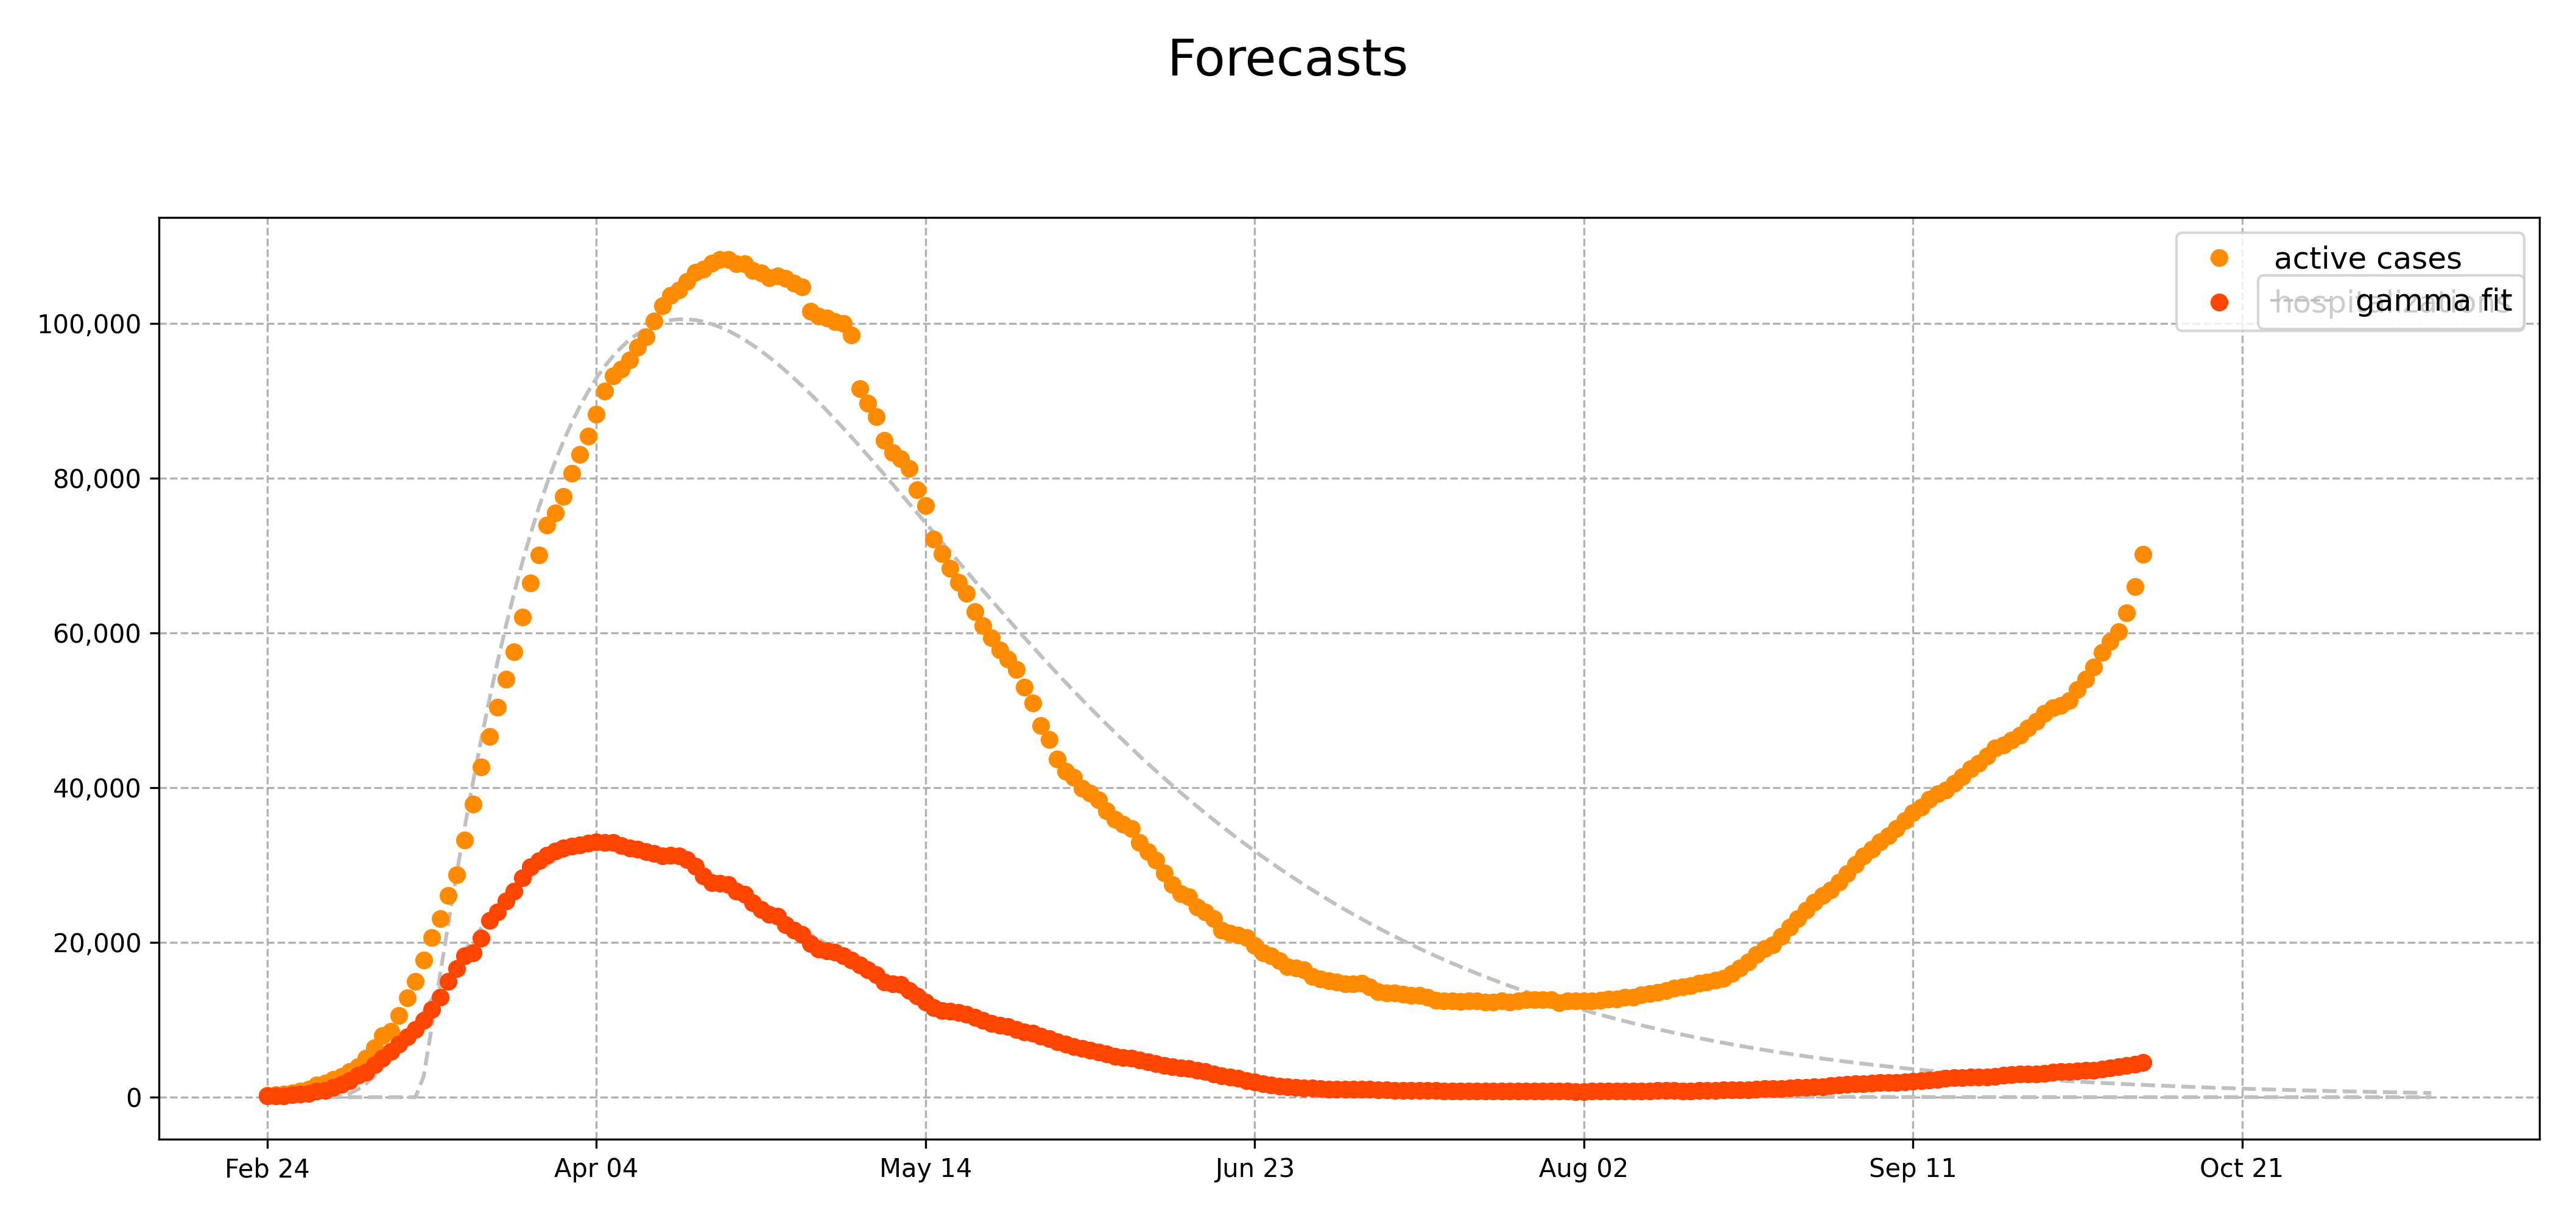 Forecasts
active cases
hospitalizations
gamma fit
100,000
80,000
60,000
40,000
20,000
0
Feb 24 Apr 04 May 14 Jun 23 Aug 02 Sep 11 Oct 21